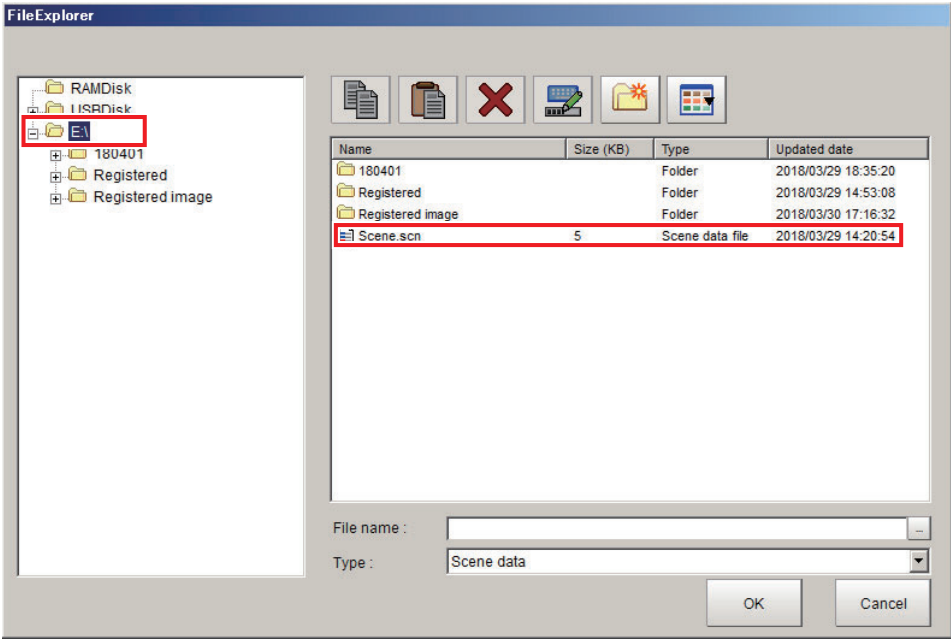 FileExplorer
RAMDisk
USBDisk
E:\
180401
Registered
Registered image
Name Size (KB) Type Updated date
180401 Folder 2018/03/29 18:35:20
Registered Folder 2018/03/29 14:53:08
Registered image Folder 2018/03/30 17:16:32
Scene.scn 5 Scene data file 2018/03/29 14:20:54
File name :
...
Type : Scene data
OK Cancel